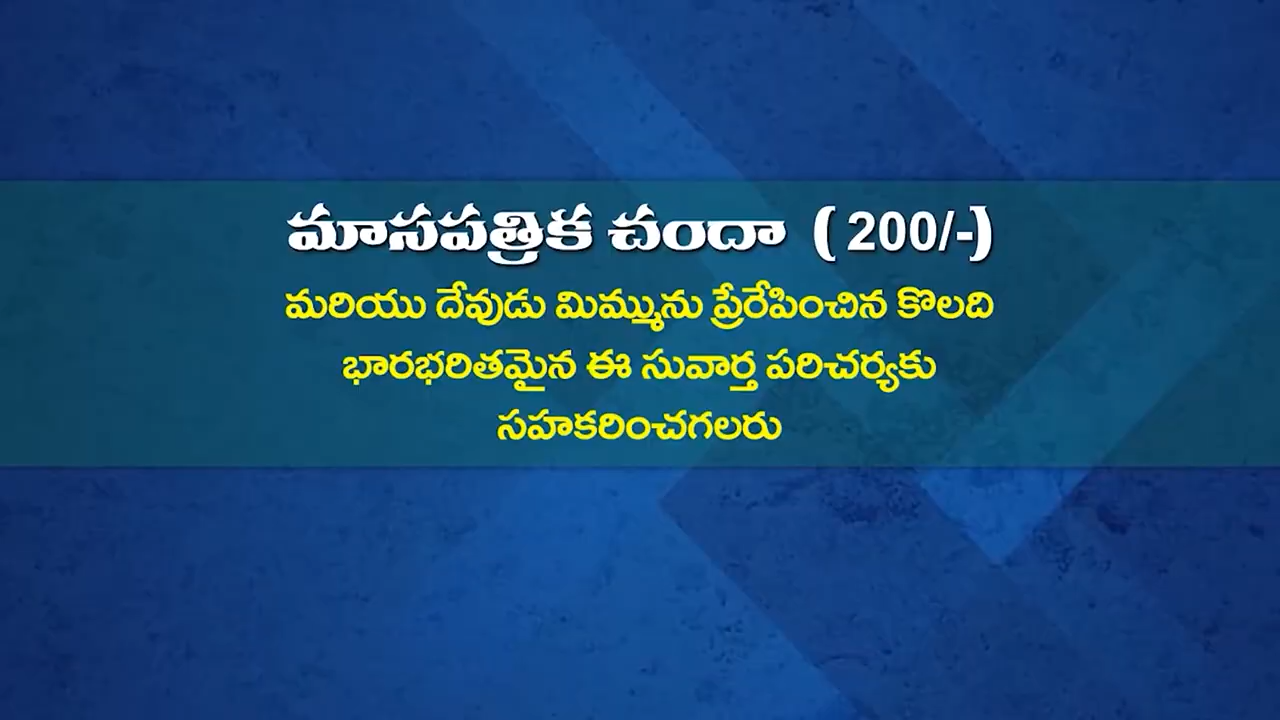 మాసపత్రిక చందా ( 200/-)
మరియు దేవుడు మిమ్మును ప్రేరేపించిన కొలది
భారభరితమైన ఈ సువార్త పరిచర్యకు
సహకరించగలరు